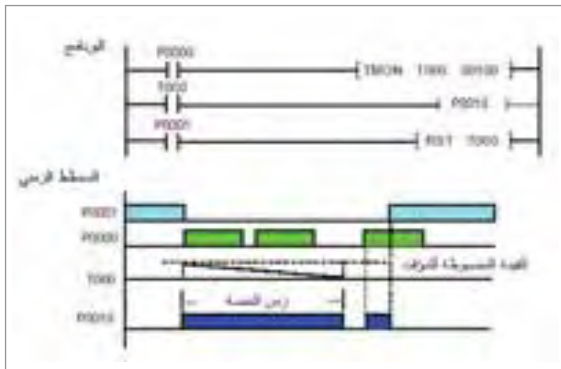 البرنامج
P0000
[ TMON T000 00100 ]
T000
P0010
P0001
[ RST T000 ]
المخطط الزمني
P0001
P0000
القيمة المضبوطة للمؤقت
T000
زمن الضبط
P0010